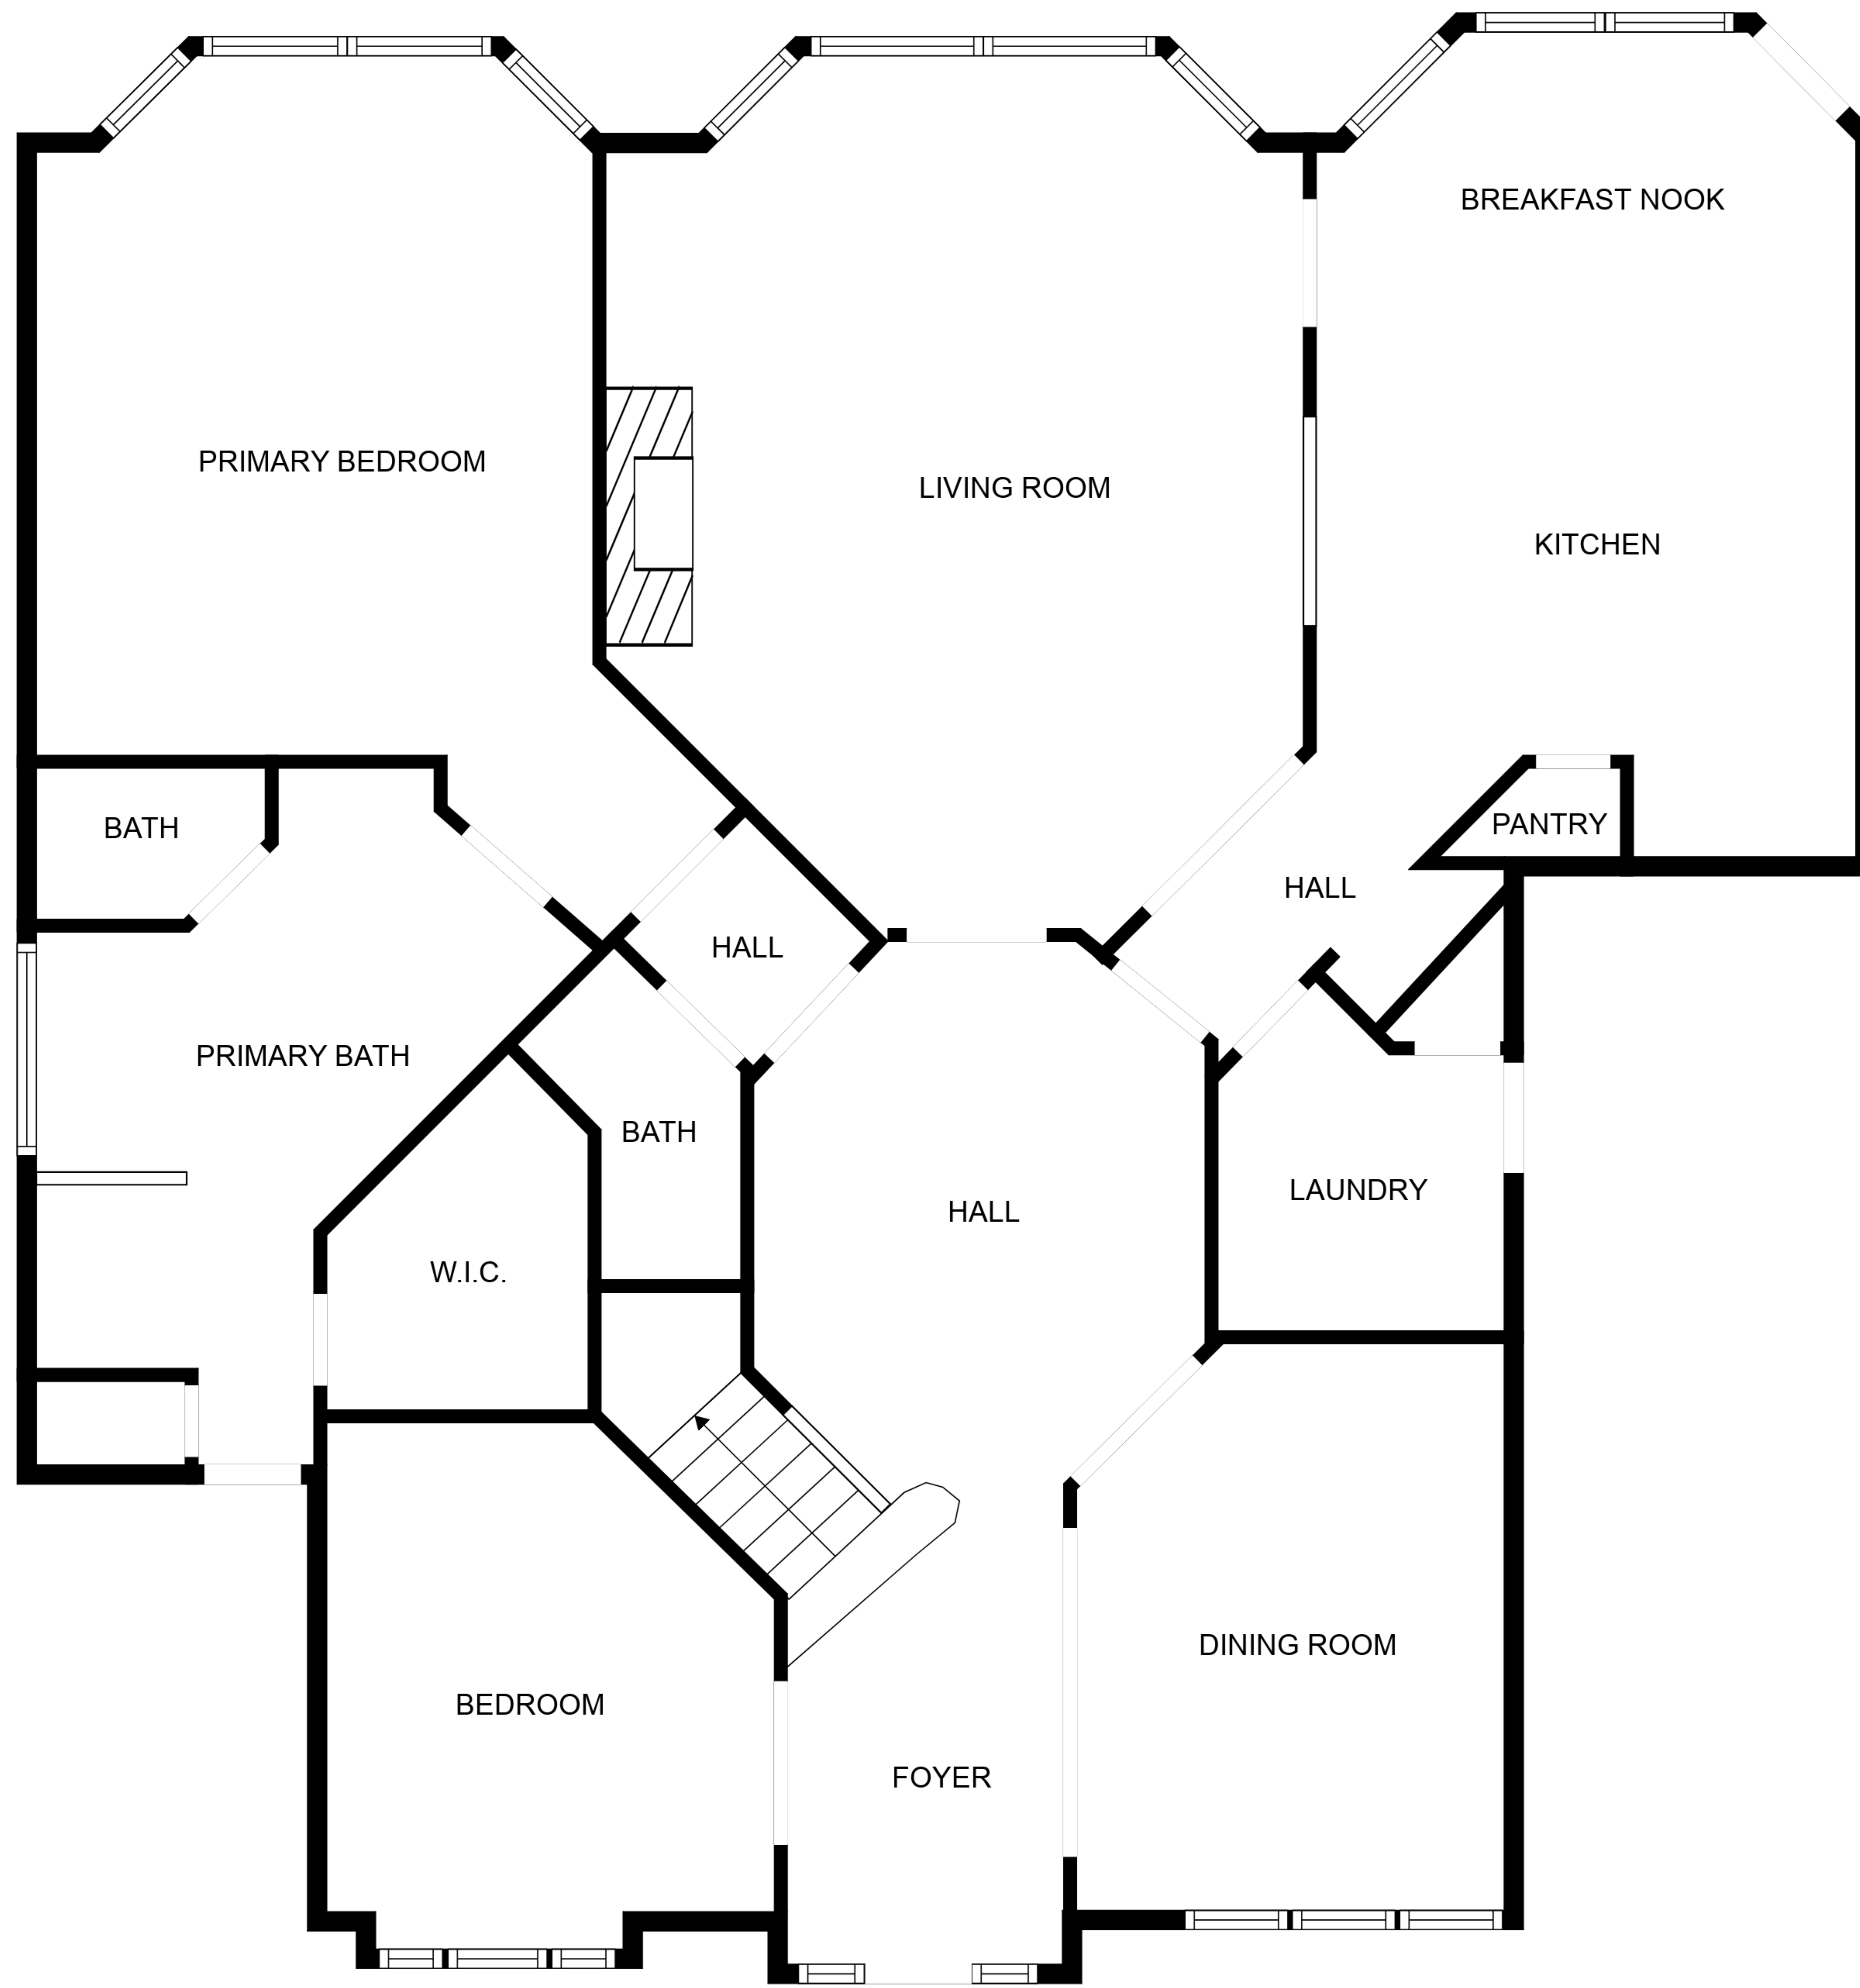 BREAKFAST NOOK
PRIMARY BEDROOM
LIVING ROOM
KITCHEN
BATH
PANTRY
HALL
HALL
PRIMARY BATH
BATH
LAUNDRY
HALL
W.I.C.
DINING ROOM
BEDROOM
FOYER